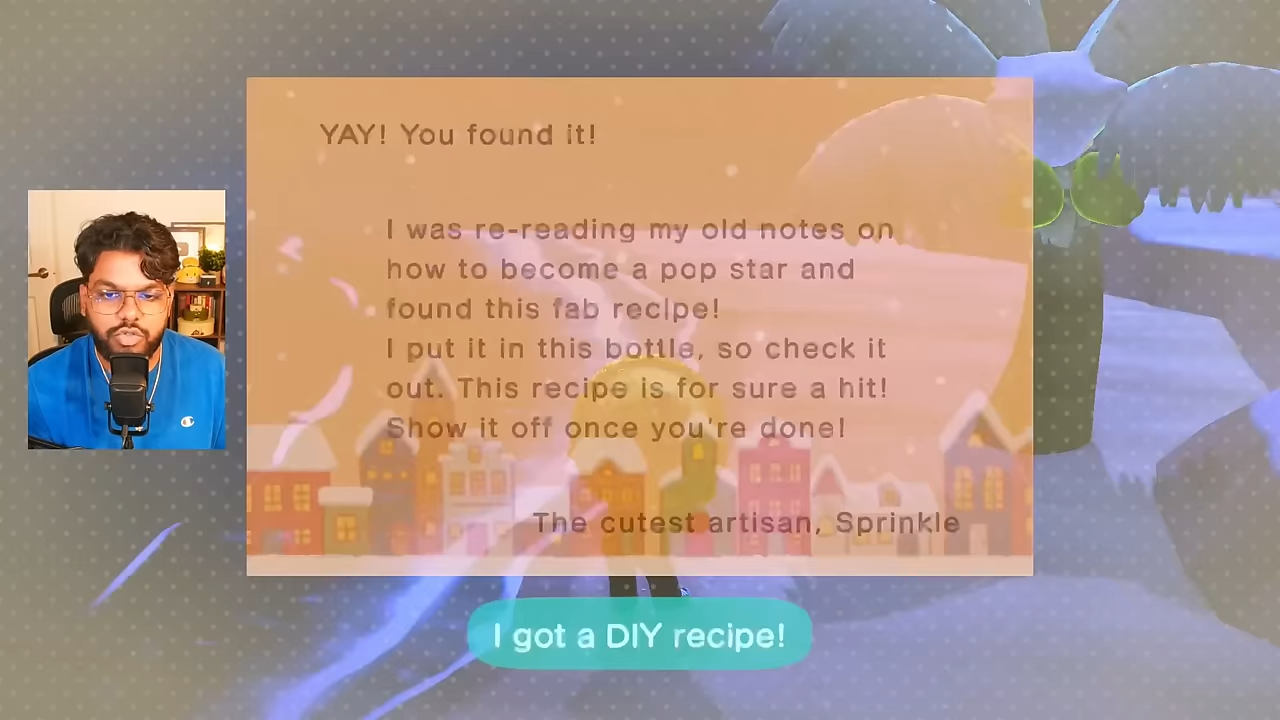 YAY! You found it!
I was re-reading my old notes on
how to become a pop star and
found this fab recipe!
I put it in this bottle, so check it
out. This recipe is for sure a hit!
Show it off once you're done!
The cutest artisan, Sprinkle
I got a DIY recipe!